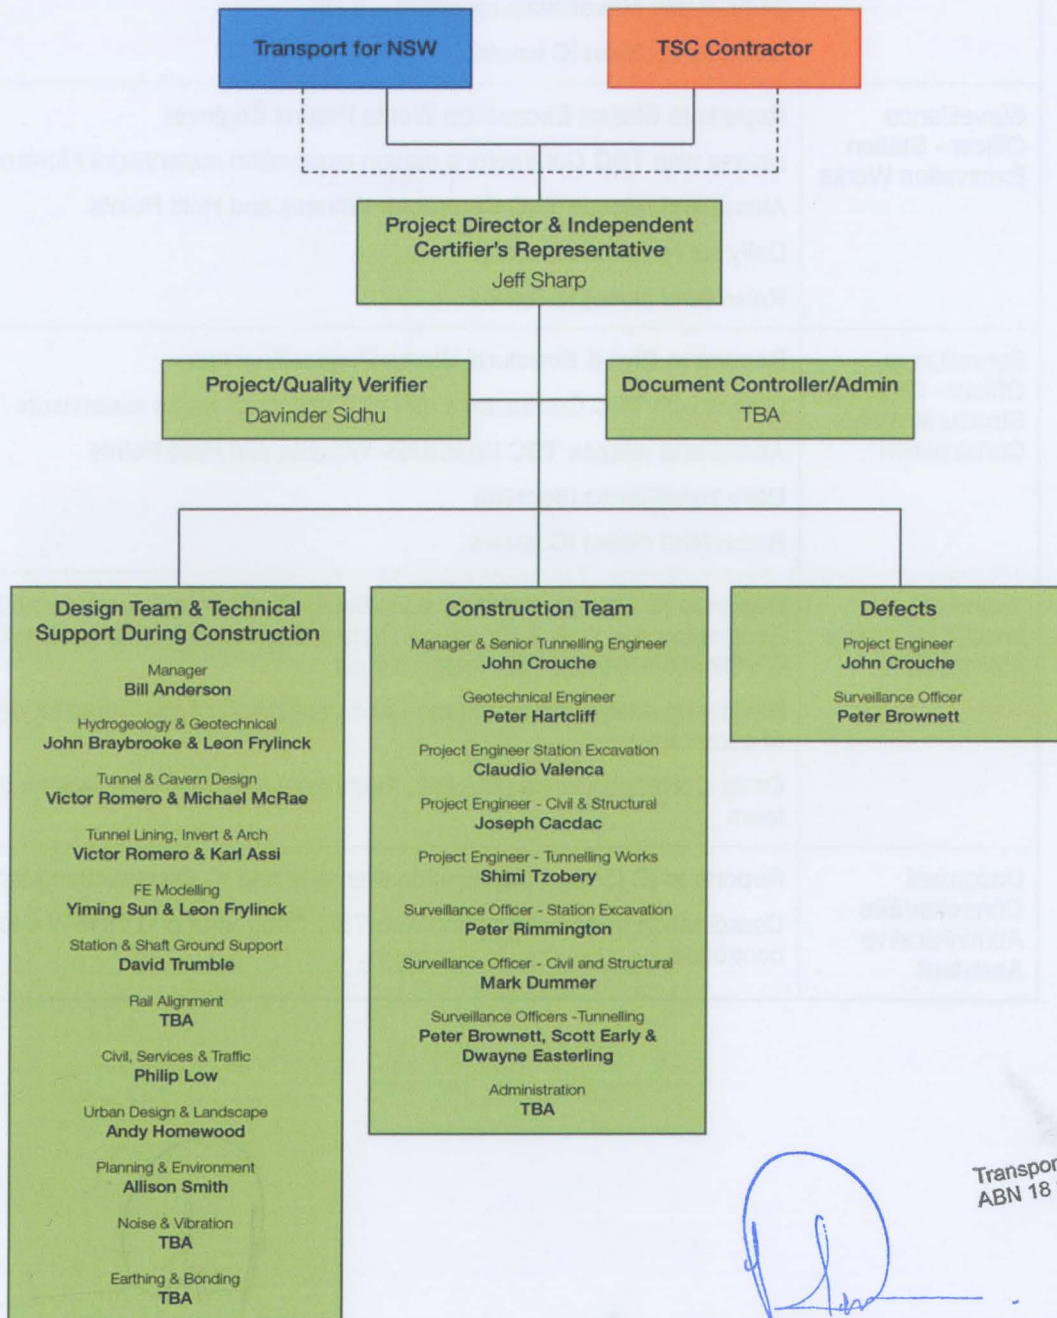 Transport for NSW
TSC Contractor
Project Director & Independent
Certifier's Representative
Jeff Sharp
Project/Quality Verifier
Davinder Sidhu
Document Controller/Admin
TBA
Design Team & Technical
Support During Construction
Manager
Bill Anderson
Hydrogeology & Geotechnical
John Braybrooke & Leon Frylinck
Tunnel & Cavern Design
Victor Romero & Michael McRae
Tunnel Lining, Invert & Arch
Victor Romero & Karl Assi
FE Modelling
Yiming Sun & Leon Frylinck
Station & Shaft Ground Support
David Trumble
Rail Alignment
TBA
Civil, Services & Traffic
Philip Low
Urban Design & Landscape
Andy Homewood
Planning & Environment
Allison Smith
Noise & Vibration
TBA
Earthing & Bonding
TBA
Construction Team
Manager & Senior Tunnelling Engineer
John Crouche
Geotechnical Engineer
Peter Hartcliff
Project Engineer Station Excavation
Claudio Valenca
Project Engineer - Civil & Structural
Joseph Cacdac
Project Engineer - Tunnelling Works
Shimi Tzobery
Surveillance Officer - Station Excavation
Peter Rimmington
Surveillance Officer - Civil and Structural
Mark Dummer
Surveillance Officers -Tunnelling
Peter Brownett, Scott Early &
Dwayne Easterling
Administration
TBA
Defects
Project Engineer
John Crouche
Surveillance Officer
Peter Brownett
ABN 18